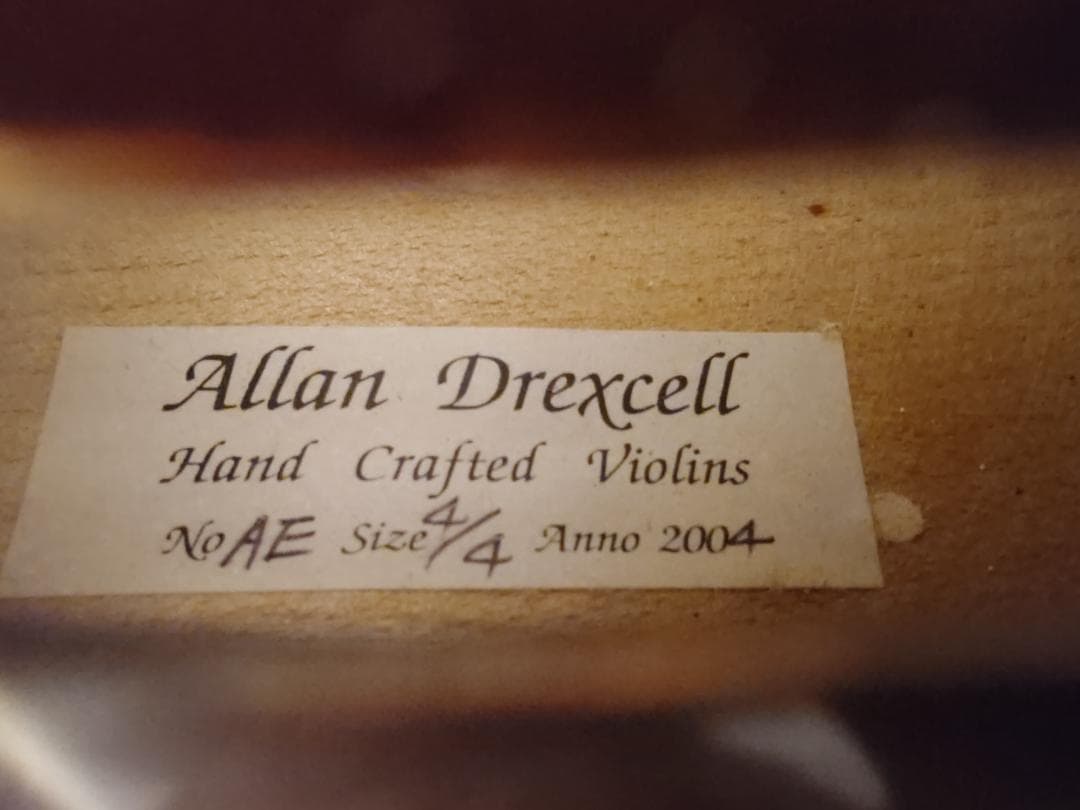 Allan Drexcell
Hand Crafted Violins
No AE Size 4/4 Anno 2004